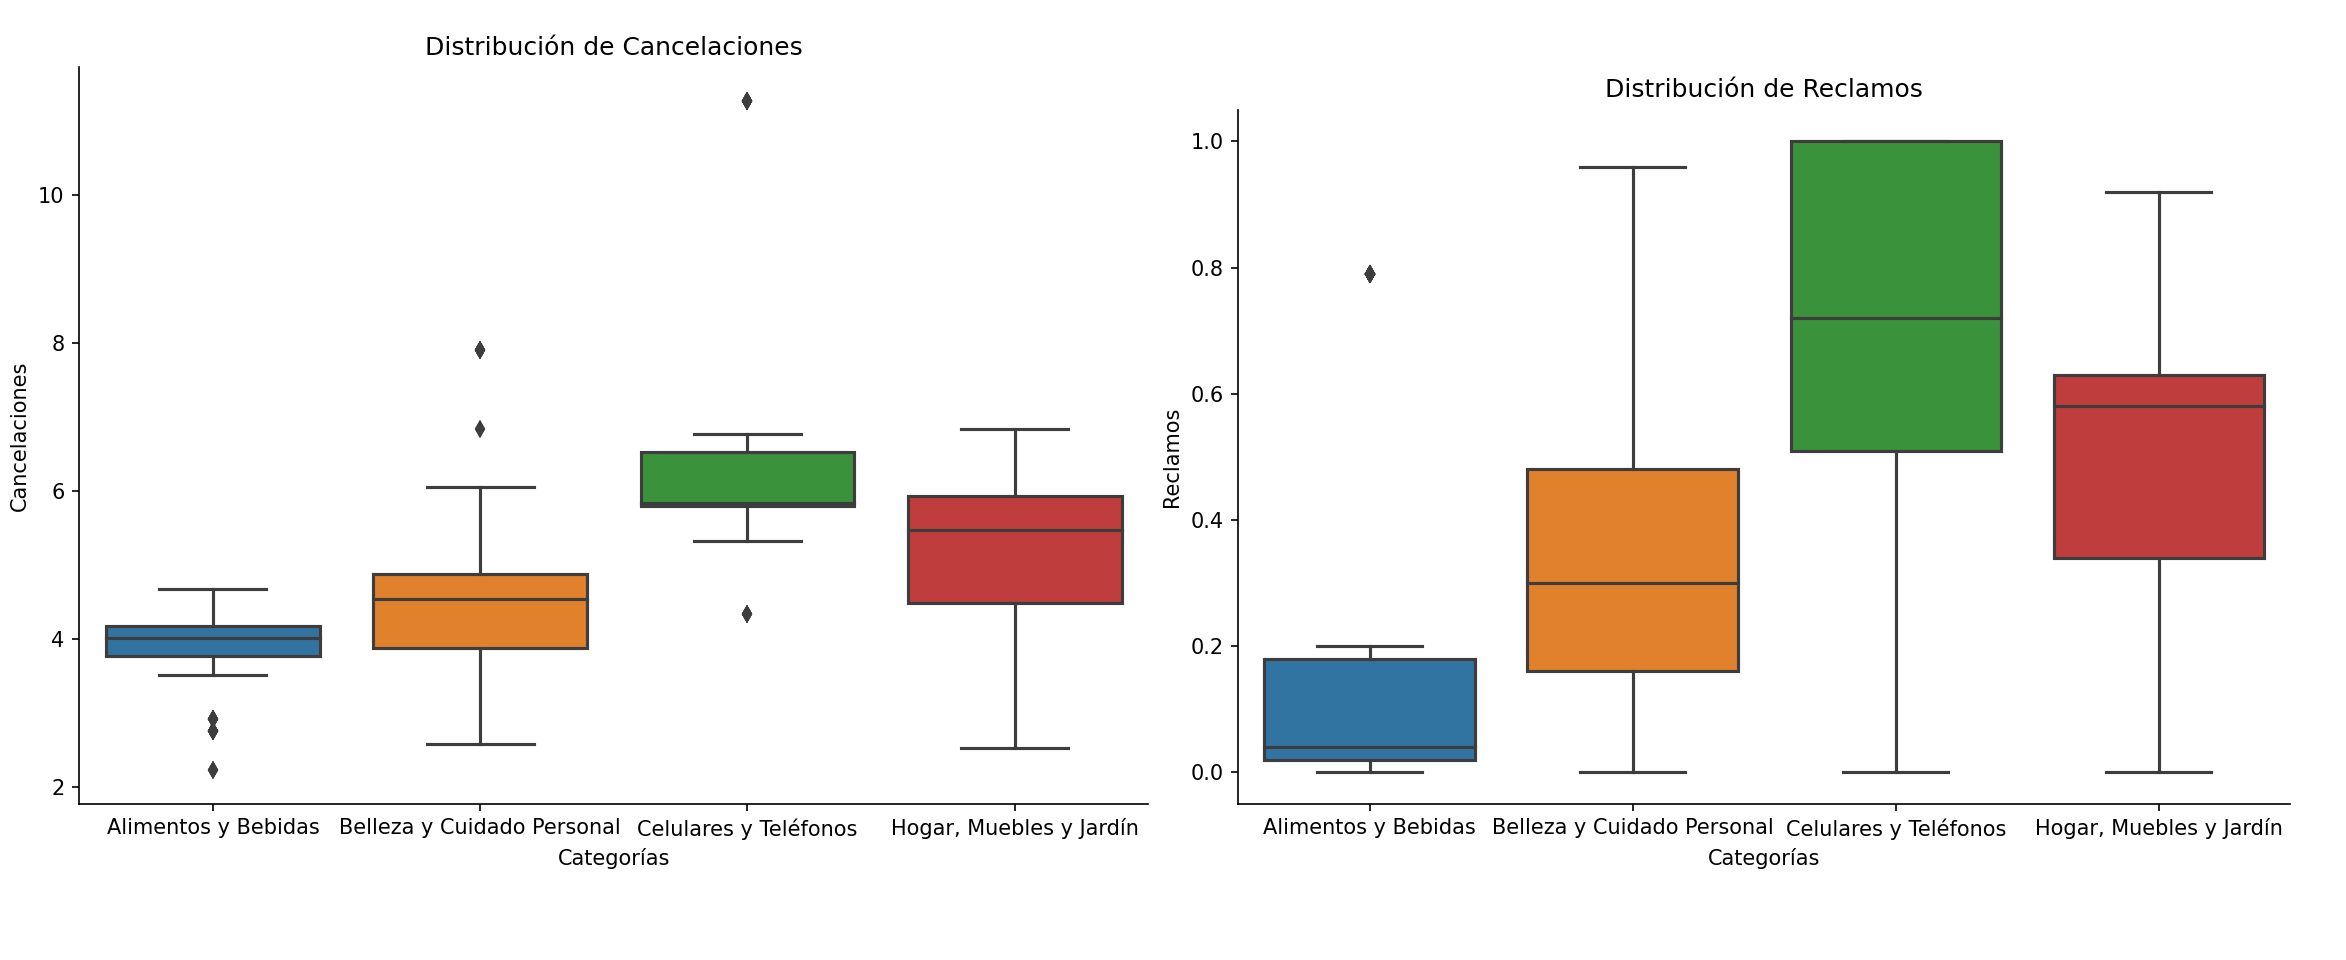 Distribución de Cancelaciones
Cancelaciones
10
8
6
4
2
Alimentos y Bebidas
Belleza y Cuidado Personal
Celulares y Teléfonos
Hogar, Muebles y Jardín
Categorías
Distribución de Reclamos
Reclamos
1.0
0.8
0.6
0.4
0.2
0.0
Alimentos y Bebidas
Belleza y Cuidado Personal
Celulares y Teléfonos
Hogar, Muebles y Jardín
Categorías